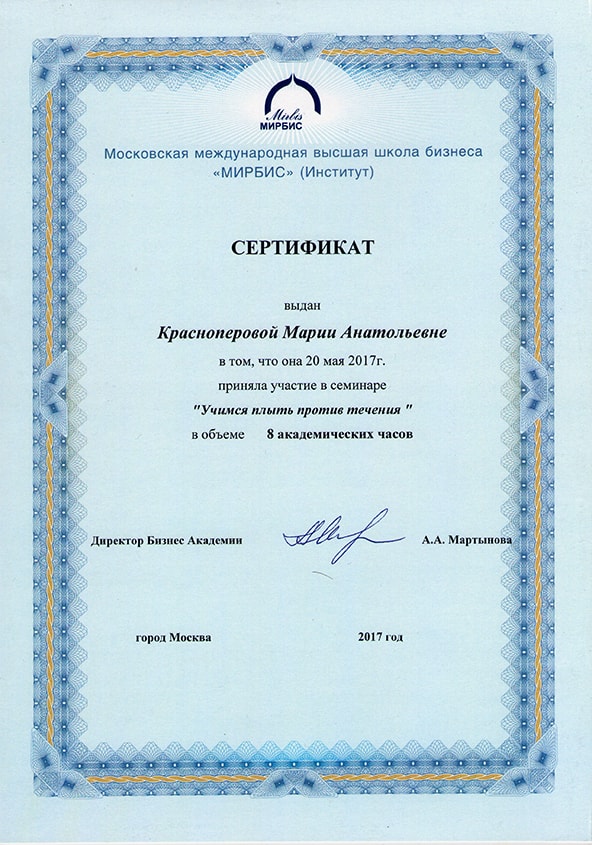 Mirbis
МИРБИС
Московская международная высшая школа бизнеса
«МИРБИС» (Институт)
СЕРТИФИКАТ
выдан
Красноперовой Марии Анатольевне
в том, что она 20 мая 2017г.
приняла участие в семинаре
"Учимся плыть против течения "
в объеме 8 академических часов
Директор Бизнес Академии А.А. Мартынова
город Москва 2017 год